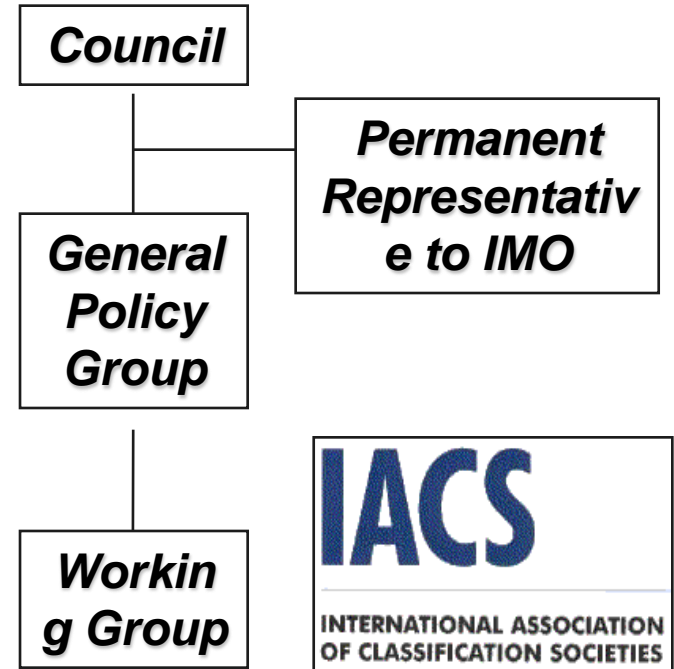 Council
Permanent
Representativ
e to IMO
General
Policy
Group
Workin
g Group
IACS
INTERNATIONAL ASSOCIATION
OF CLASSIFICATION SOCIETIES